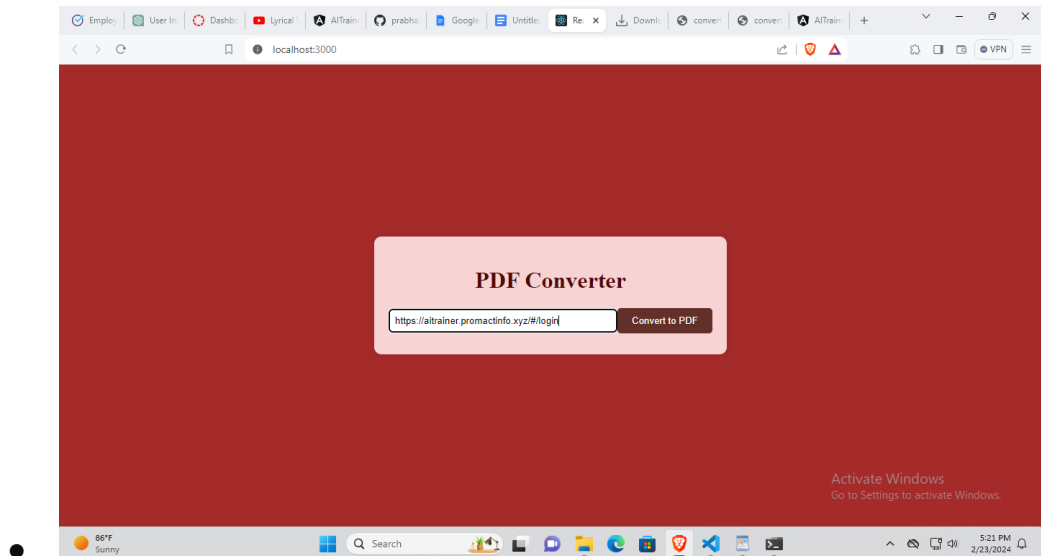 Employ User In Dashbo Lyrical AITrain prabha Google Untitle Re Downlo convert convert AITrain
localhost:3000
VPN
PDF Converter
https://aitrainer.promactinfo.xyz/#/login
Convert to PDF
Activate Windows
Go to Settings to activate Windows.
86°F
Sunny
Search
5:21 PM
2/23/2024